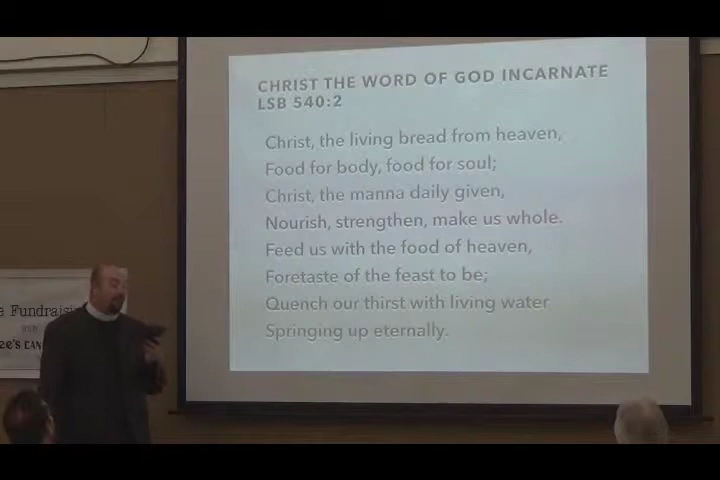 CHRIST THE WORD OF GOD INCARNATE
LSB 540:2
Christ, the living bread from heaven,
Food for body, food for soul;
Christ, the manna daily given,
Nourish, strengthen, make us whole.
Feed us with the food of heaven,
Foretaste of the feast to be;
Quench our thirst with living water
Springing up eternally.
Fundraisi